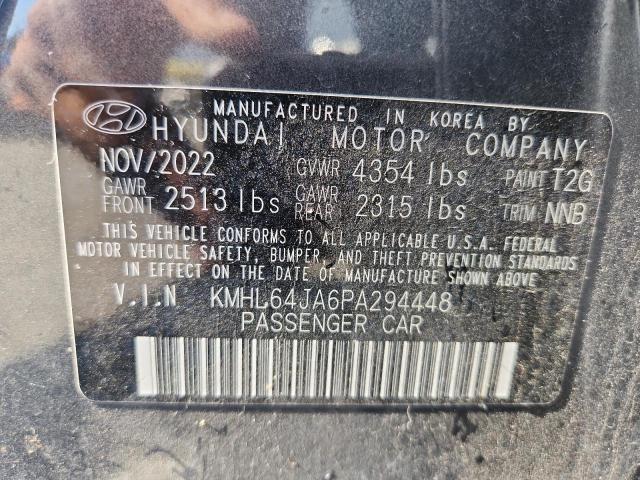 MANUFACTURED IN KOREA BY
HYUNDAI MOTOR COMPANY
NOV/2022 GVWR 4354 lbs PAINT T2G
GAWR FRONT 2513 lbs GAWR REAR 2315 lbs TRIM NNB
THIS VEHICLE CONFORMS TO ALL APPLICABLE U.S.A. FEDERAL
MOTOR VEHICLE SAFETY, BUMPER, AND THEFT PREVENTION STANDARDS
IN EFFECT ON THE DATE OF MANUFACTURE SHOWN ABOVE.
V.I.N KMHL64JA6PA294448
PASSENGER CAR